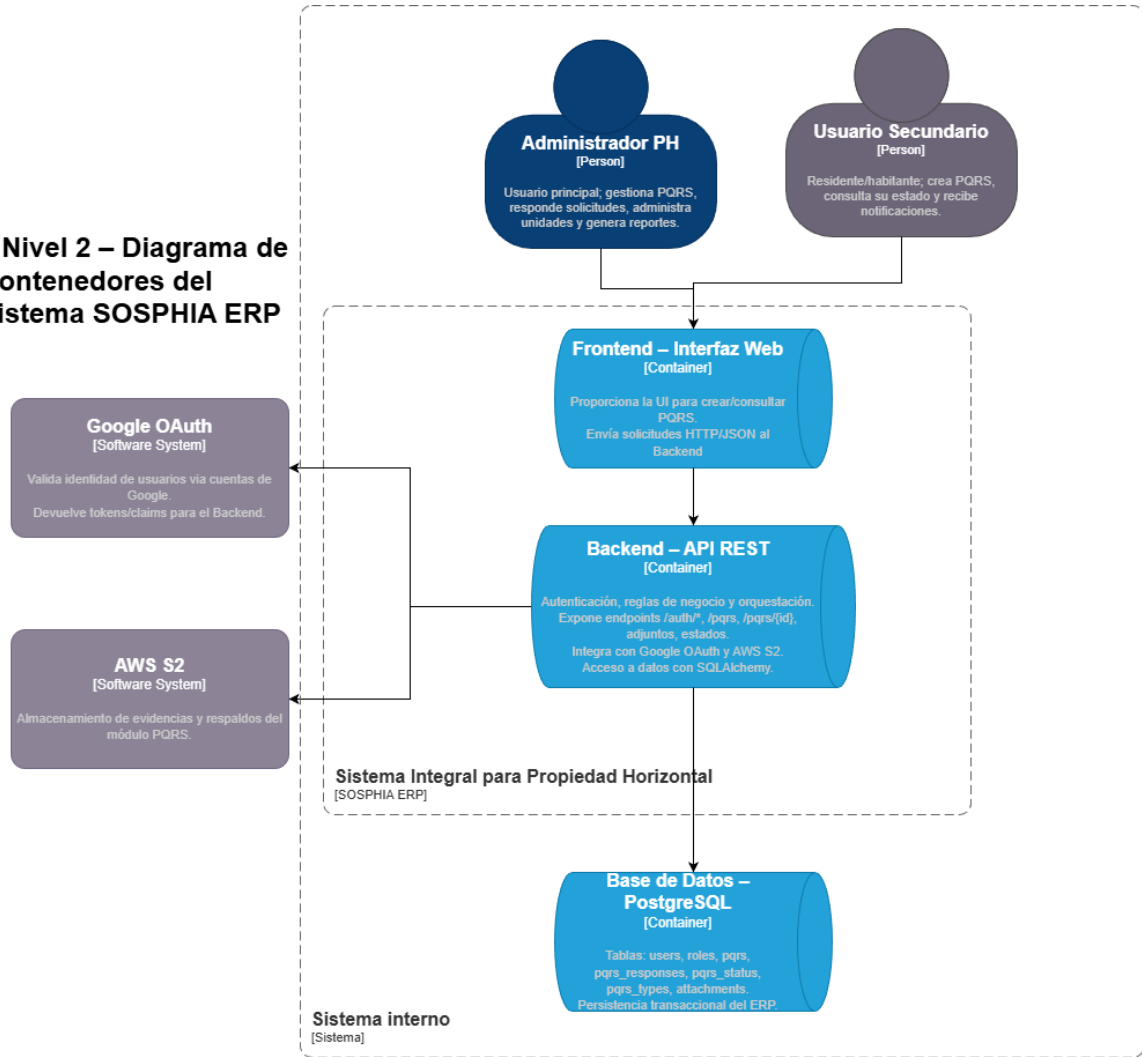 Administrador PH
[Person]
Usuario principal; gestiona PQRS,
responde solicitudes, administra
unidades y genera reportes.
Usuario Secundario
[Person]
Residente/habitante; crea PQRS,
consulta su estado y recibe
notificaciones.
Nivel 2 – Diagrama de
ontenedores del
istema SOSPHIA ERP
Frontend – Interfaz Web
[Container]
Proporciona la UI para crear/consultar
PQRS.
Envía solicitudes HTTP/JSON al
Backend
Google OAuth
[Software System]
Valida identidad de usuarios via cuentas de
Google.
Devuelve tokens/claims para el Backend.
Backend – API REST
[Container]
Autenticación, reglas de negocio y orquestación.
Expone endpoints /auth/*, /pqrs, /pqrs/{id},
adjuntos, estados.
Integra con Google OAuth y AWS S2.
Acceso a datos con SQLAlchemy.
AWS S2
[Software System]
Almacenamiento de evidencias y respaldos del
módulo PQRS.
Sistema Integral para Propiedad Horizontal
[SOSPHIA ERP]
Base de Datos –
PostgreSQL
[Container]
Tablas: users, roles, pqrs,
pqrs_responses, pqrs_status,
pqrs_types, attachments.
Persistencia transaccional del ERP.
Sistema interno
[Sistema]